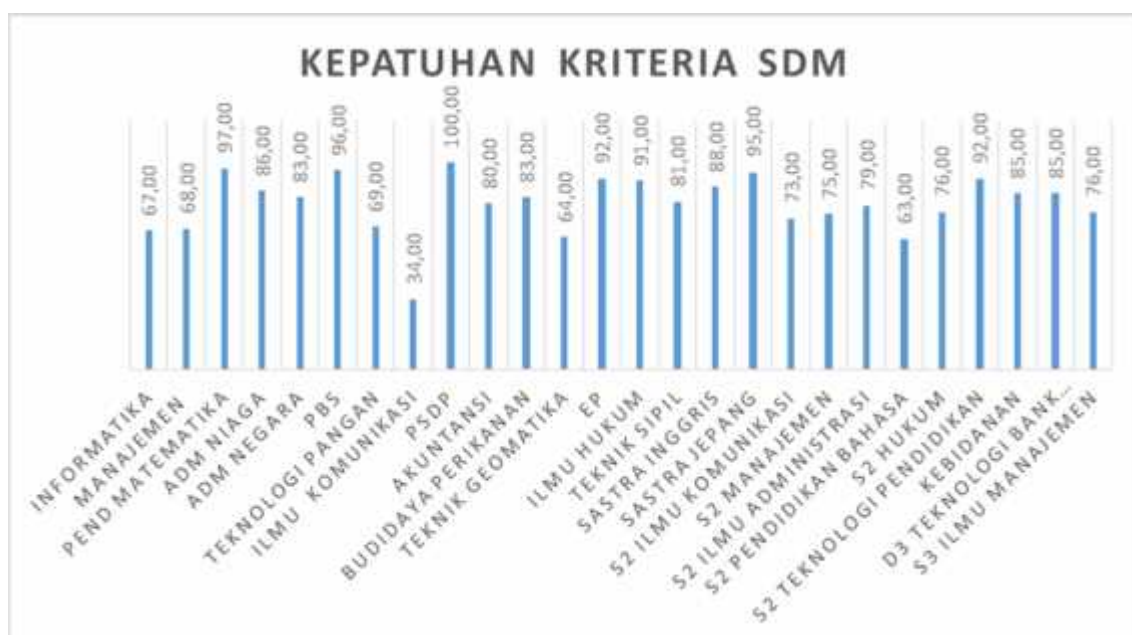 KEPATUHAN KRITERIA SDM
67,00
68,00
97,00
86,00
83,00
96,00
69,00
34,00
100,00
80,00
83,00
64,00
92,00
91,00
81,00
88,00
95,00
73,00
75,00
79,00
63,00
76,00
92,00
85,00
85,00
76,00
INFORMATIKA
MANAJEMEN
PEND MATEMATIKA
ADM NIAGA
ADM NEGARA
PBS
TEKNOLOGI PANGAN
ILMU KOMUNIKASI
PSDP
AKUNTANSI
BUDIDAYA PERIKANAN
TEKNIK GEOMATIKA
EP
ILMU HUKUM
TEKNIK SIPIL
SASTRA INGGRIS
SASTRA JEPANG
S2 ILMU KOMUNIKASI
S2 MANAJEMEN
S2 ILMU ADMINISTRASI
S2 PENDIDIKAN BAHASA
S2 HUKUM
S2 TEKNOLOGI PENDIDIKAN
KEBIDANAN
D3 TEKNOLOGI BANK...
S3 ILMU MANAJEMEN